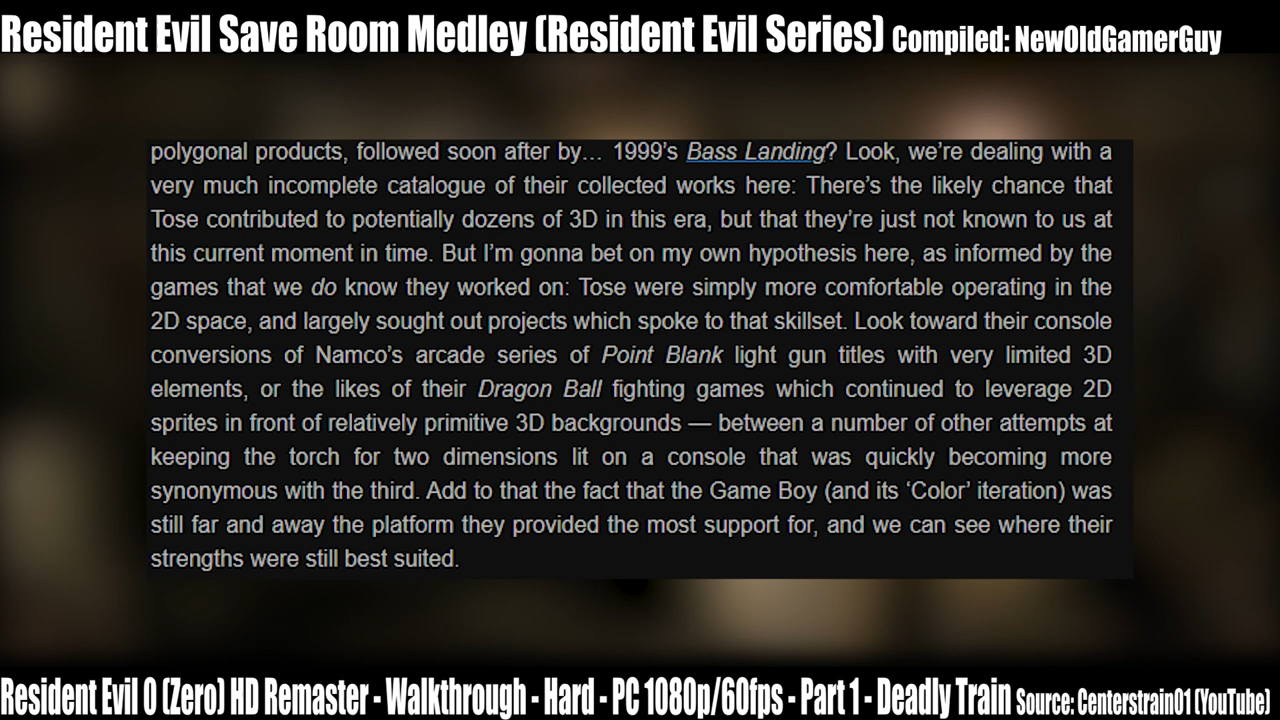 Resident Evil Save Room Medley (Resident Evil Series) Compiled: NewOldGamerGuy
polygonal products, followed soon after by… 1999’s Bass Landing? Look, we’re dealing with a
very much incomplete catalogue of their collected works here: There’s the likely chance that
Tose contributed to potentially dozens of 3D in this era, but that they’re just not known to us at
this current moment in time. But I’m gonna bet on my own hypothesis here, as informed by the
games that we do know they worked on: Tose were simply more comfortable operating in the
2D space, and largely sought out projects which spoke to that skillset. Look toward their console
conversions of Namco’s arcade series of Point Blank light gun titles with very limited 3D
elements, or the likes of their Dragon Ball fighting games which continued to leverage 2D
sprites in front of relatively primitive 3D backgrounds — between a number of other attempts at
keeping the torch for two dimensions lit on a console that was quickly becoming more
synonymous with the third. Add to that the fact that the Game Boy (and its ‘Color’ iteration) was
still far and away the platform they provided the most support for, and we can see where their
strengths were still best suited.
Resident Evil 0 (Zero) HD Remaster - Walkthrough - Hard - PC 1080p/60fps - Part 1 - Deadly Train Source: Centerstrain01 (YouTube)